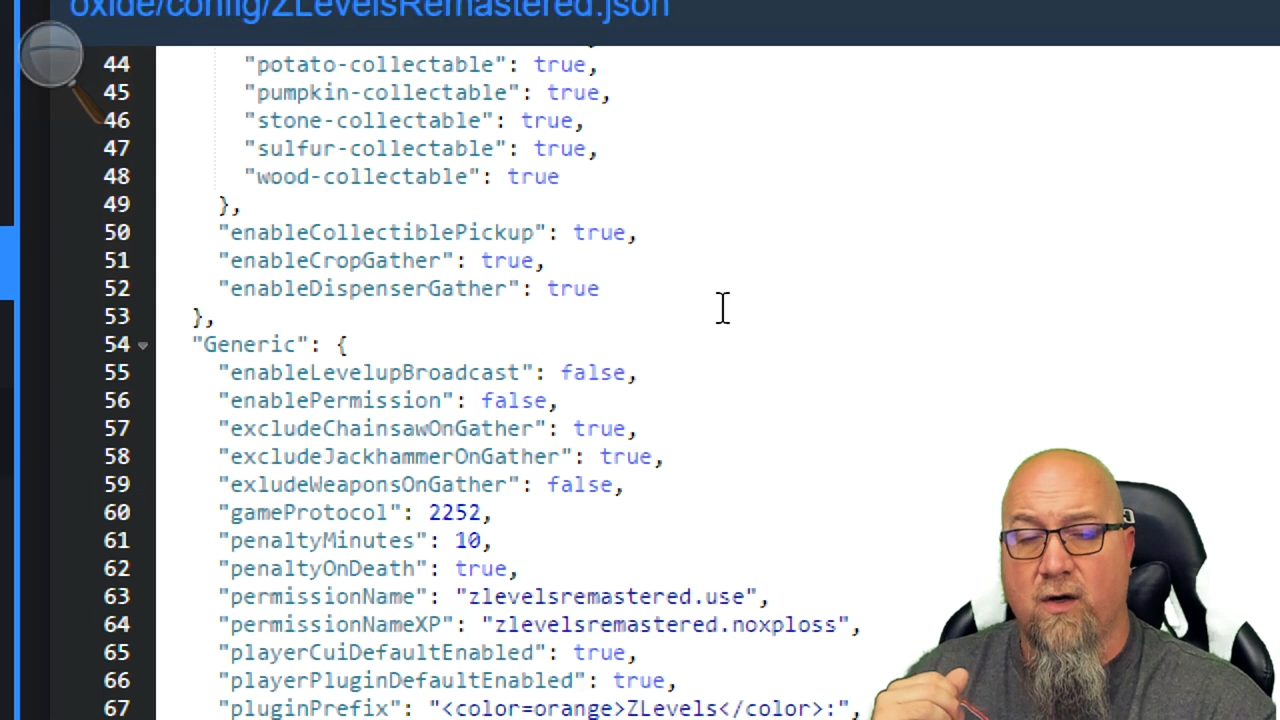 oxide/config/ZLevelsRemastered.json
44 "potato-collectable": true,
45 "pumpkin-collectable": true,
46 "stone-collectable": true,
47 "sulfur-collectable": true,
48 "wood-collectable": true
49 },
50 "enableCollectiblePickup": true,
51 "enableCropGather": true,
52 "enableDispenserGather": true
53 },
54 "Generic": {
55 "enableLevelupBroadcast": false,
56 "enablePermission": false,
57 "excludeChainsawOnGather": true,
58 "excludeJackhammerOnGather": true,
59 "exludeWeaponsOnGather": false,
60 "gameProtocol": 2252,
61 "penaltyMinutes": 10,
62 "penaltyOnDeath": true,
63 "permissionName": "zlevelsremastered.use",
64 "permissionNameXP": "zlevelsremastered.noxploss",
65 "playerCuiDefaultEnabled": true,
66 "playerPluginDefaultEnabled": true,
67 "pluginPrefix": "<color=orange>ZLevels</color>:",